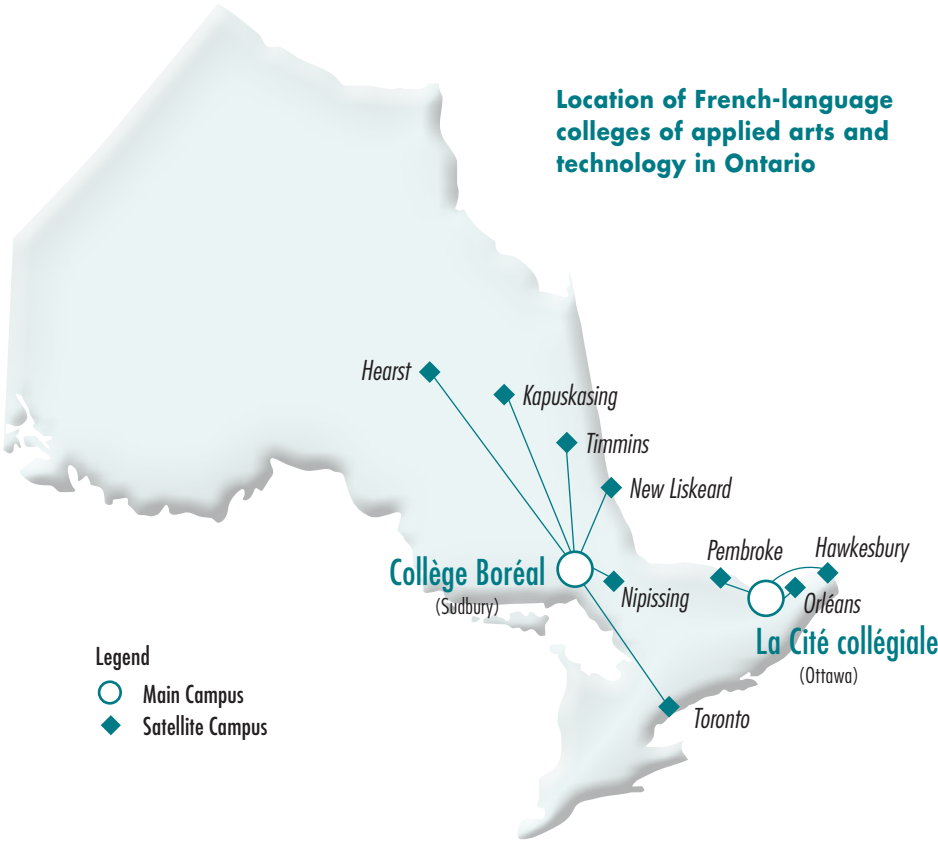 Location of French-language
colleges of applied arts and
technology in Ontario
Hearst
Kapuskasing
Timmins
New Liskeard
Pembroke
Hawkesbury
Collège Boréal
(Sudbury)
Nipissing
Orléans
La Cité collégiale
(Ottawa)
Toronto
Legend
Main Campus
Satellite Campus